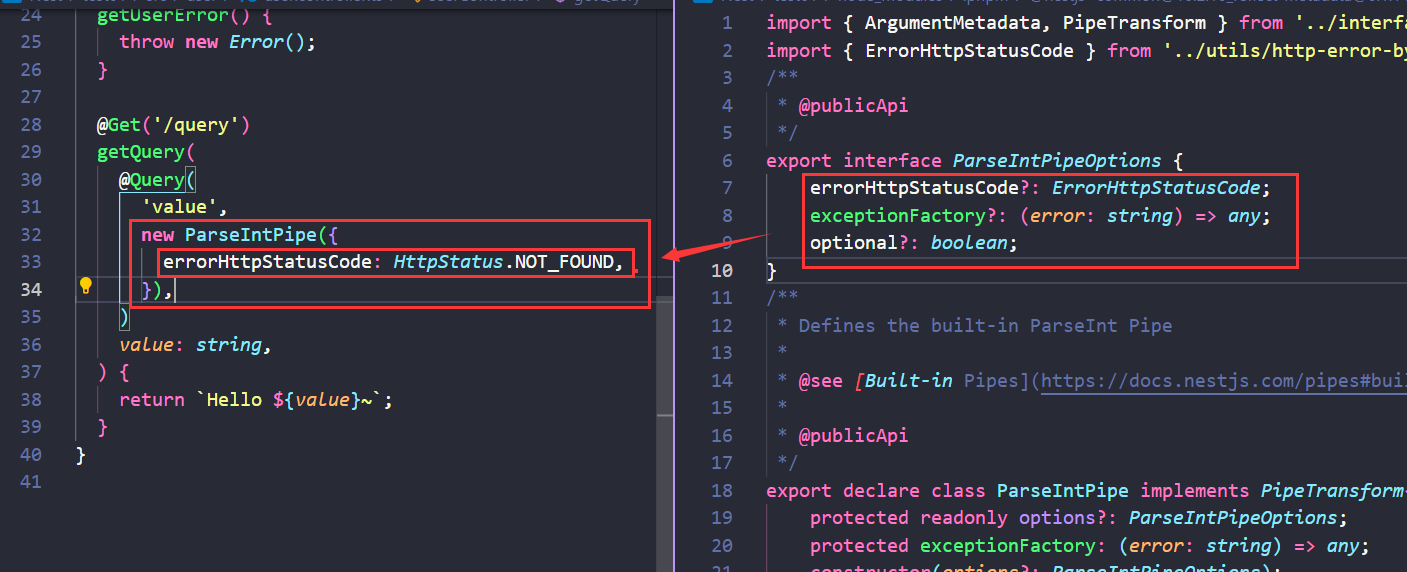 24 getUserError() {
25 throw new Error();
26 }
27
28 @Get('/query')
29 getQuery(
30 @Query(
31 'value',
32 new ParseIntPipe({
33 errorHttpStatusCode: HttpStatus.NOT_FOUND,
34 }),
35 )
36 value: string,
37 ) {
38 return `Hello ${value}~`;
39 }
40 }
41
1 import { ArgumentMetadata, PipeTransform } from '../interfa
2 import { ErrorHttpStatusCode } from '../utils/http-error-by
3 /**
4 * @publicApi
5 */
6 export interface ParseIntPipeOptions {
7 errorHttpStatusCode?: ErrorHttpStatusCode;
8 exceptionFactory?: (error: string) => any;
9 optional?: boolean;
10 }
11 /**
12 * Defines the built-in ParseInt Pipe
13 *
14 * @see [Built-in Pipes](https://docs.nestjs.com/pipes#buil
15 *
16 * @publicApi
17 */
18 export declare class ParseIntPipe implements PipeTransform<
19 protected readonly options?: ParseIntPipeOptions;
20 protected exceptionFactory: (error: string) => any;
21 constructor(options?: ParseIntPipeOptions);